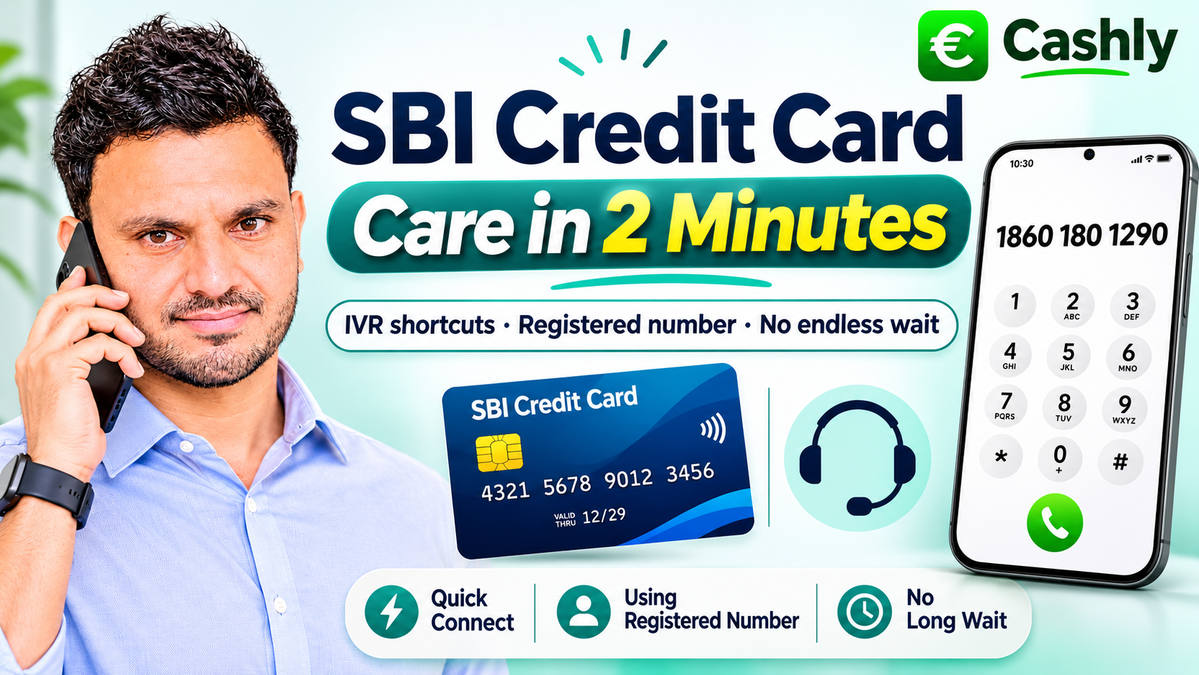 € Cashly
SBI Credit Card
Care in 2 Minutes
IVR shortcuts · Registered number · No endless wait
SBI Credit Card
4321 5678 9012 3456
VALID
THRU 12/29
10:30
1860 180 1290
1
2
ABC
3
DEF
4
GHI
5
JKL
6
MNO
7
PQRS
8
TUV
9
WXYZ
*
0
+
#
Quick
Connect
Using
Registered Number
No
Long Wait